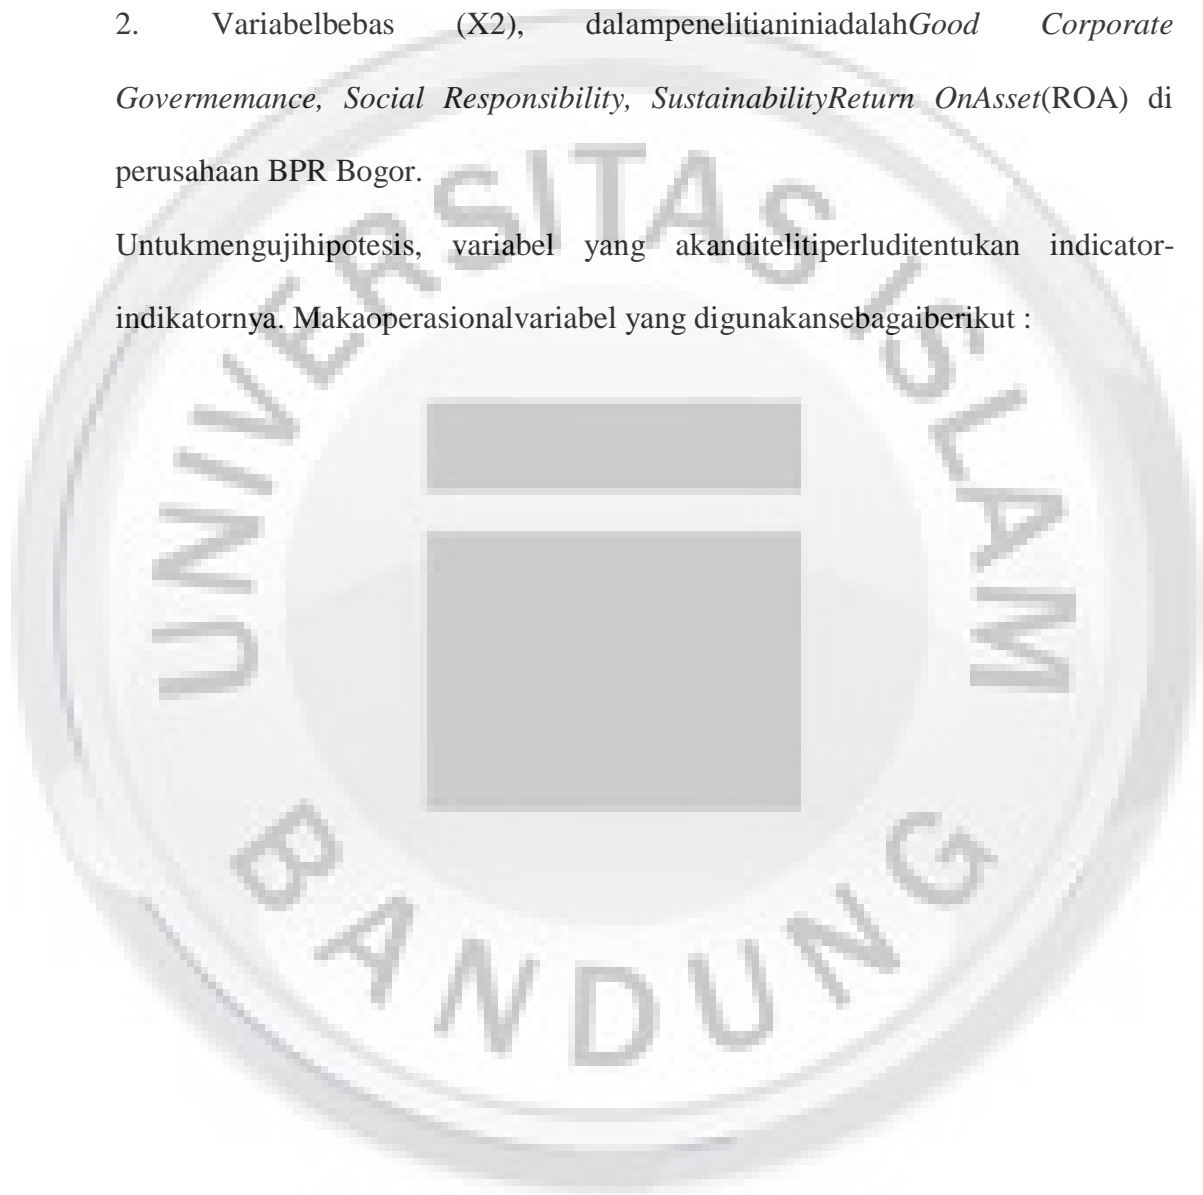 2. Variabelbebas (X2), dalampenelitianiniadalahGood Corporate
Govermemance, Social Responsibility, SustainabilityReturn OnAsset(ROA) di
perusahaan BPR Bogor.
Untukmengujihipotesis, variabel yang akanditelitiperluditentukan indicator-
indikatornya. Makaoperasionalvariabel yang digunakansebagaiberikut :
UNIVERSITAS ISLAM
BANDUNG